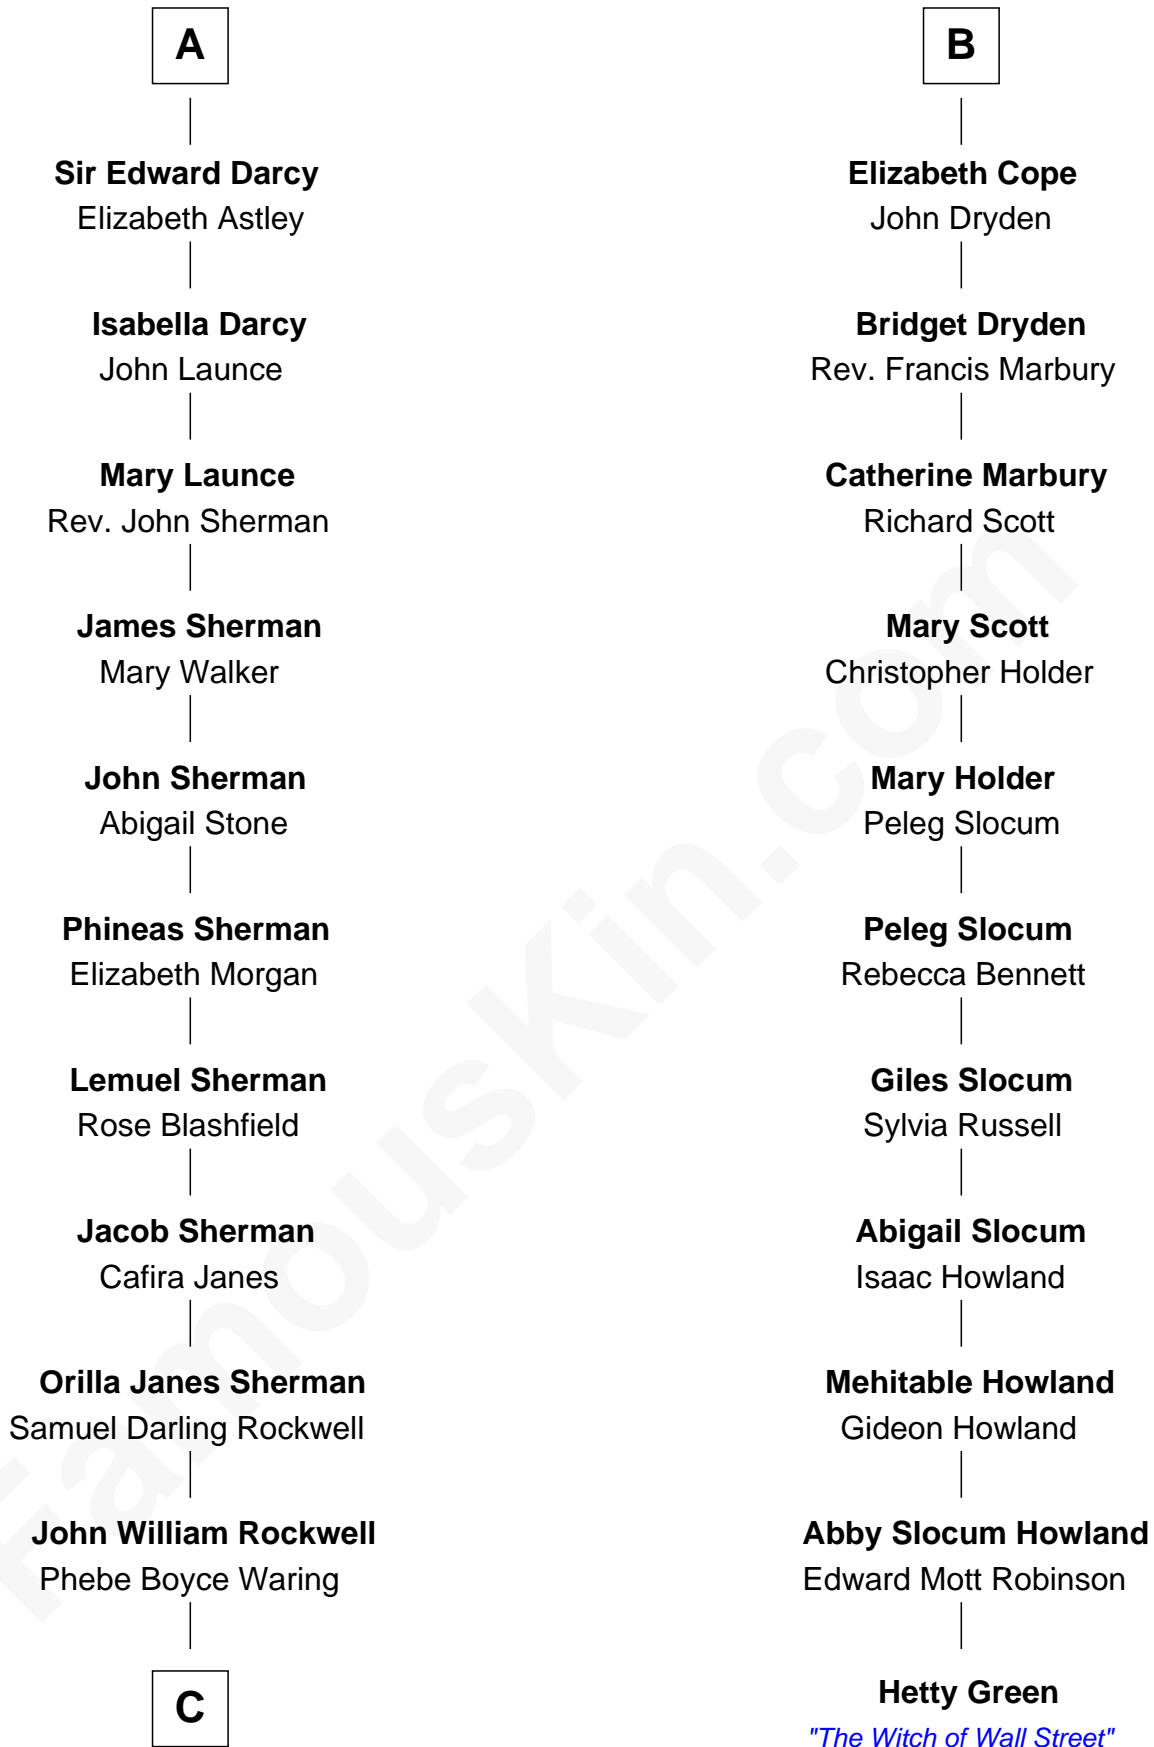 A
Sir Edward Darcy
Elizabeth Astley
Isabella Darcy
John Launce
Mary Launce
Rev. John Sherman
James Sherman
Mary Walker
John Sherman
Abigail Stone
Phineas Sherman
Elizabeth Morgan
Lemuel Sherman
Rose Blashfield
Jacob Sherman
Cafira Janes
Orilla Janes Sherman
Samuel Darling Rockwell
John William Rockwell
Phebe Boyce Waring
C
B
Elizabeth Cope
John Dryden
Bridget Dryden
Rev. Francis Marbury
Catherine Marbury
Richard Scott
Mary Scott
Christopher Holder
Mary Holder
Peleg Slocum
Peleg Slocum
Rebecca Bennett
Giles Slocum
Sylvia Russell
Abigail Slocum
Isaac Howland
Mehitable Howland
Gideon Howland
Abby Slocum Howland
Edward Mott Robinson
Hetty Green
"The Witch of Wall Street"
FamousKin.com